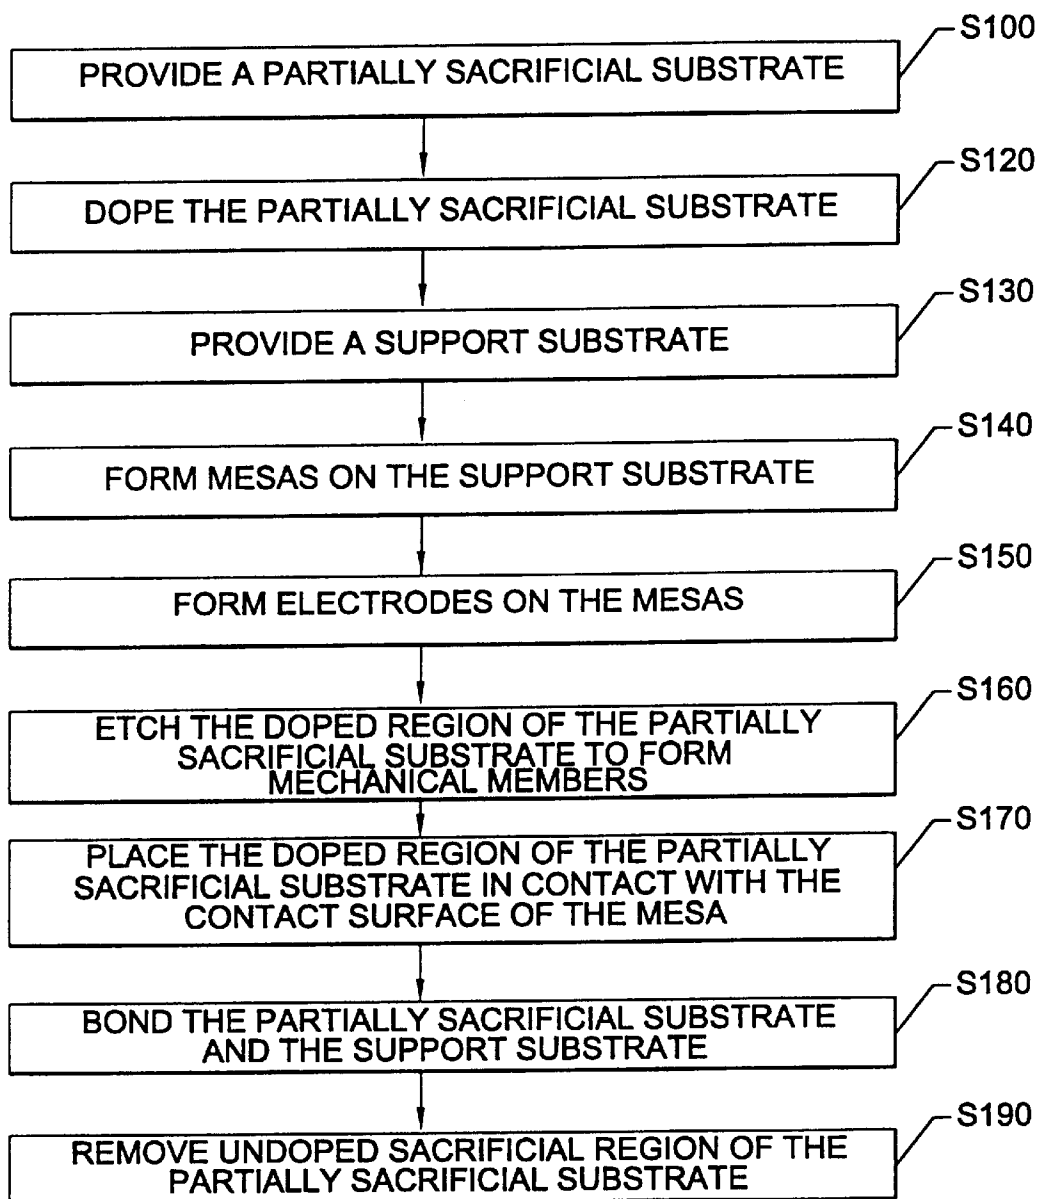 S100
PROVIDE A PARTIALLY SACRIFICIAL SUBSTRATE
S120
DOPE THE PARTIALLY SACRIFICIAL SUBSTRATE
S130
PROVIDE A SUPPORT SUBSTRATE
S140
FORM MESAS ON THE SUPPORT SUBSTRATE
S150
FORM ELECTRODES ON THE MESAS
S160
ETCH THE DOPED REGION OF THE PARTIALLY
SACRIFICIAL SUBSTRATE TO FORM
MECHANICAL MEMBERS
S170
PLACE THE DOPED REGION OF THE PARTIALLY
SACRIFICIAL SUBSTRATE IN CONTACT WITH THE
CONTACT SURFACE OF THE MESA
S180
BOND THE PARTIALLY SACRIFICIAL SUBSTRATE
AND THE SUPPORT SUBSTRATE
S190
REMOVE UNDOPED SACRIFICIAL REGION OF THE
PARTIALLY SACRIFICIAL SUBSTRATE